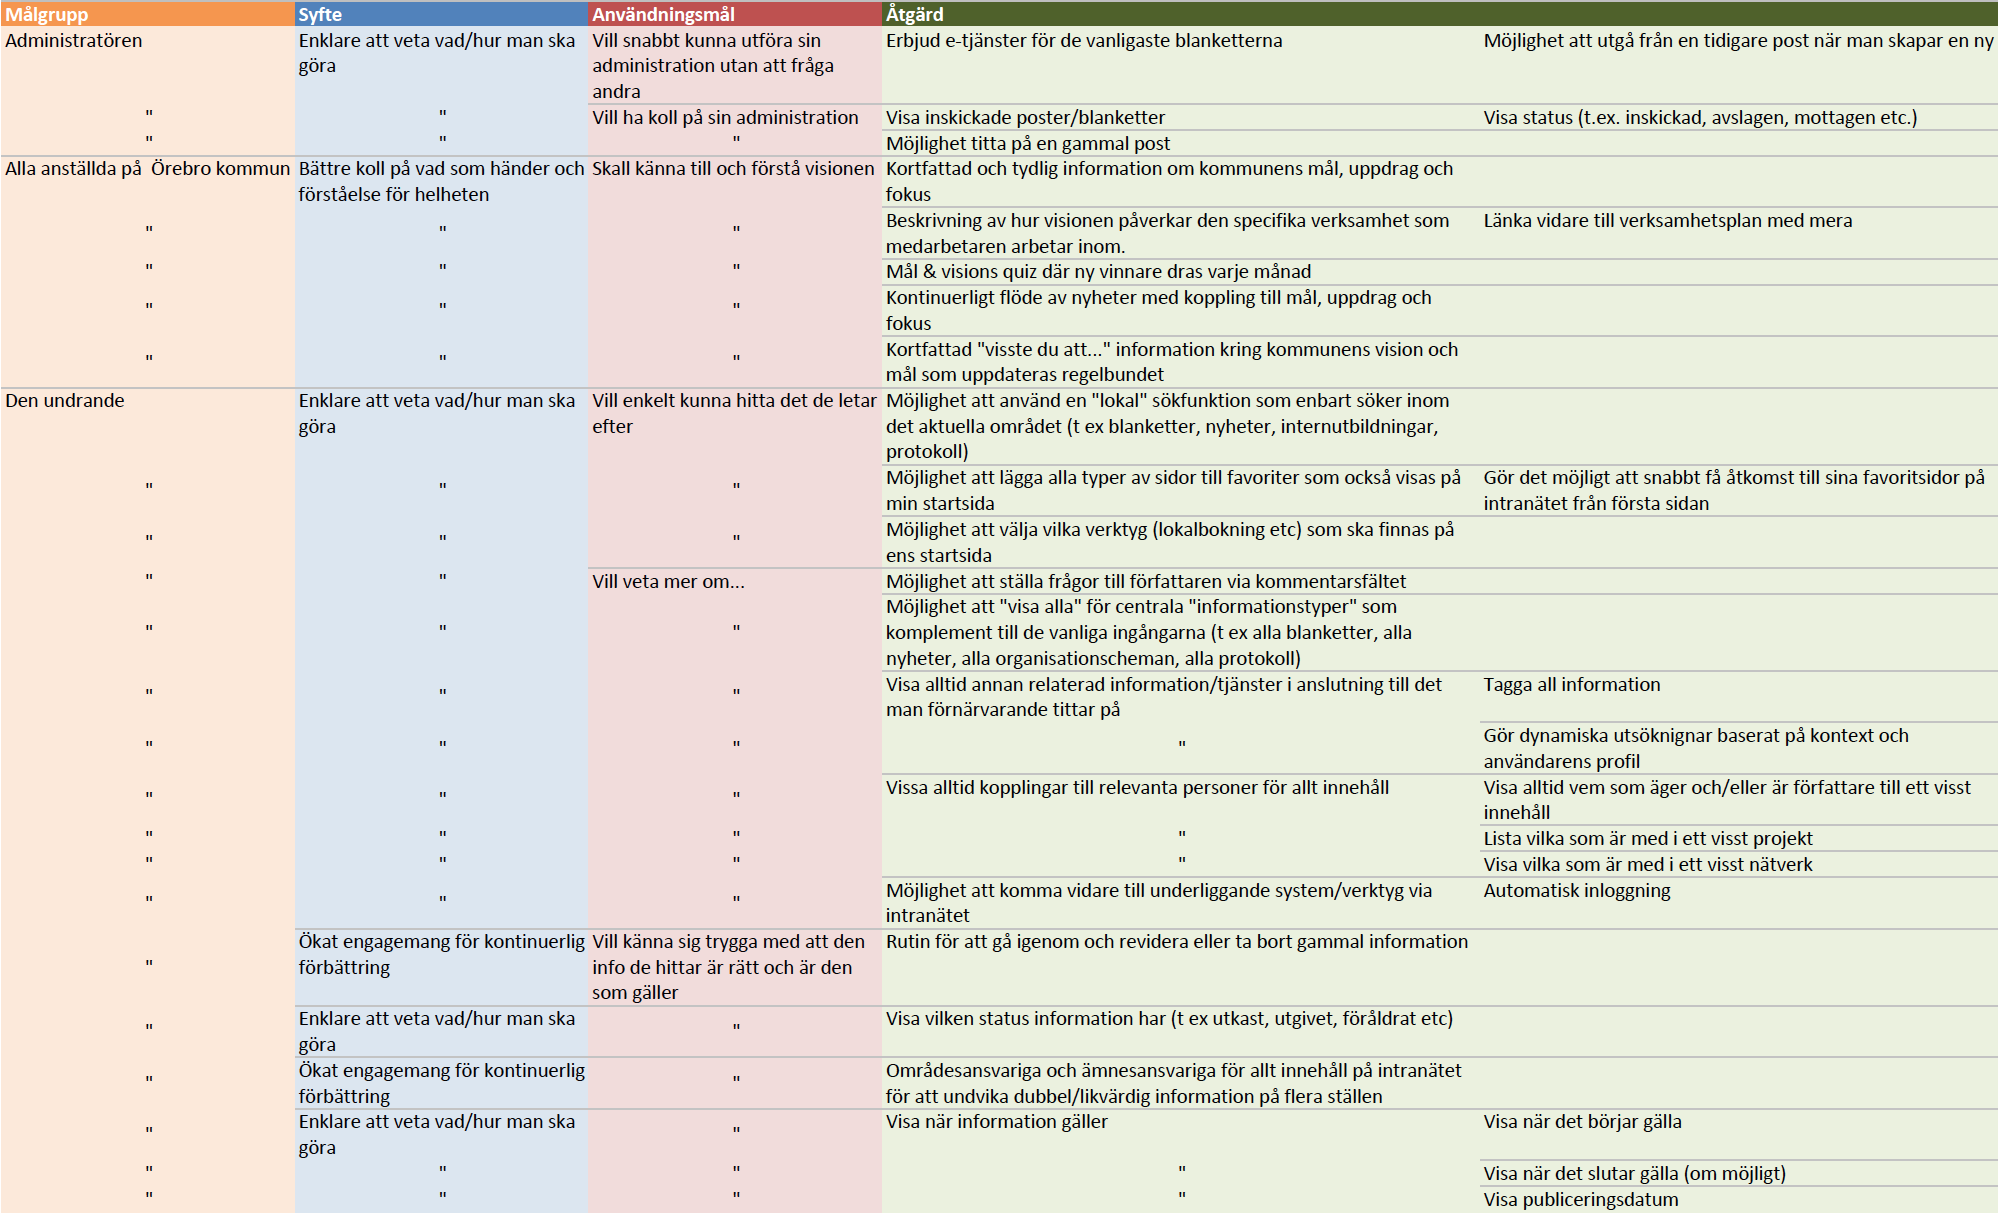 Målgrupp Syfte Användningsmål Åtgärd
Administratören Enklare att veta vad/hur man ska Vill snabbt kunna utföra sin Erbjud e-tjänster för de vanligaste blanketterna Möjlighet att utgå från en tidigare post när man skapar en ny
göra administration utan att fråga
andra
" " Vill ha koll på sin administration Visa inskickade poster/blanketter Visa status (t.ex. inskickad, avslagen, mottagen etc.)
" " " Möjlighet titta på en gammal post
Alla anställda på  Örebro kommun Bättre koll på vad som händer och Skall känna till och förstå visionen Kortfattad och tydlig information om kommunens mål, uppdrag och
förståelse för helheten fokus
" " " Beskrivning av hur visionen påverkar den specifika verksamhet som Länka vidare till verksamhetsplan med mera
medarbetaren arbetar inom.
" " " Mål & visions quiz där ny vinnare dras varje månad
" " " Kontinuerligt flöde av nyheter med koppling till mål, uppdrag och
fokus
" " " Kortfattad "visste du att..." information kring kommunens vision och
mål som uppdateras regelbundet
Den undrande Enklare att veta vad/hur man ska Vill enkelt kunna hitta det de letar Möjlighet att använd en "lokal" sökfunktion som enbart söker inom
göra efter det aktuella området (t ex blanketter, nyheter, internutbildningar,
protokoll)
" " " Möjlighet att lägga alla typer av sidor till favoriter som också visas på Gör det möjligt att snabbt få åtkomst till sina favoritsidor på
min startsida intranätet från första sidan
" " " Möjlighet att välja vilka verktyg (lokalbokning etc) som ska finnas på
ens startsida
" " Vill veta mer om... Möjlighet att ställa frågor till författaren via kommentarsfältet
" " " Möjlighet att "visa alla" för centrala "informationstyper" som
komplement till de vanliga ingångarna (t ex alla blanketter, alla
nyheter, alla organisationscheman, alla protokoll)
" " " Visa alltid annan relaterad information/tjänster i anslutning till det Tagga all information
man förnärvarande tittar på
" " " " Gör dynamiska utsöknignar baserat på kontext och
användarens profil
" " " Vissa alltid kopplingar till relevanta personer för allt innehåll Visa alltid vem som äger och/eller är författare till ett visst
innehåll
" " " " Lista vilka som är med i ett visst projekt
" " " " Visa vilka som är med i ett visst nätverk
" " " Möjlighet att komma vidare till underliggande system/verktyg via Automatisk inloggning
intranätet
" Ökat engagemang för kontinuerlig Vill känna sig trygga med att den Rutin för att gå igenom och revidera eller ta bort gammal information
förbättring info de hittar är rätt och är den
som gäller
" Enklare att veta vad/hur man ska " Visa vilken status information har (t ex utkast, utgivet, föråldrat etc)
göra
" Ökat engagemang för kontinuerlig " Områdesansvariga och ämnesansvariga för allt innehåll på intranätet
förbättring för att undvika dubbel/likvärdig information på flera ställen
" Enklare att veta vad/hur man ska " Visa när information gäller Visa när det börjar gälla
göra
" " " " Visa när det slutar gälla (om möjligt)
" " " " Visa publiceringsdatum